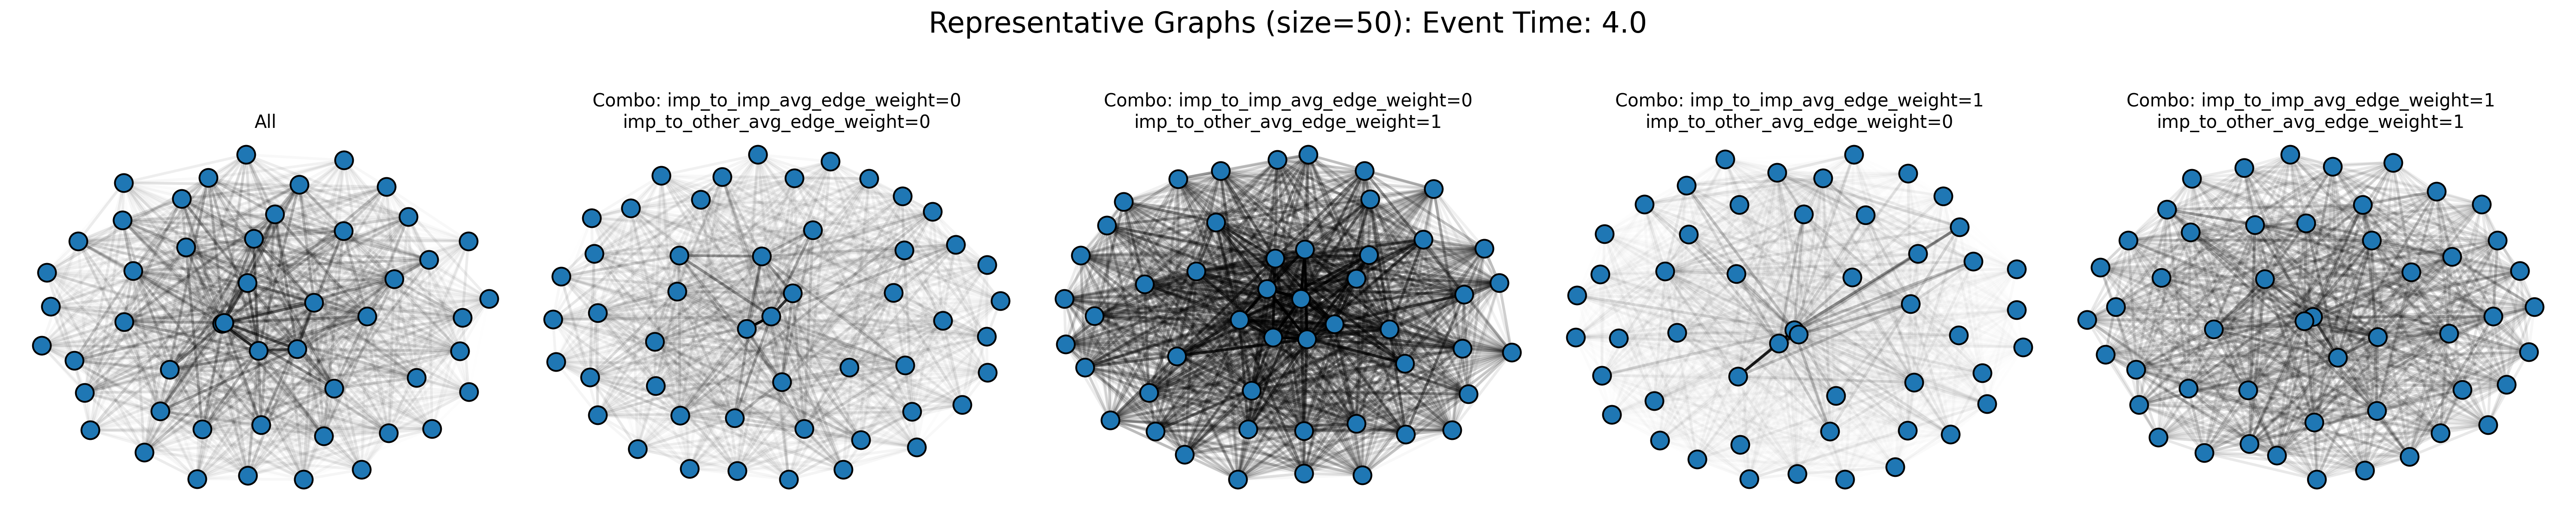 Representative Graphs (size=50): Event Time: 4.0
All
Combo: imp_to_imp_avg_edge_weight=0
imp_to_other_avg_edge_weight=0
Combo: imp_to_imp_avg_edge_weight=0
imp_to_other_avg_edge_weight=1
Combo: imp_to_imp_avg_edge_weight=1
imp_to_other_avg_edge_weight=0
Combo: imp_to_imp_avg_edge_weight=1
imp_to_other_avg_edge_weight=1